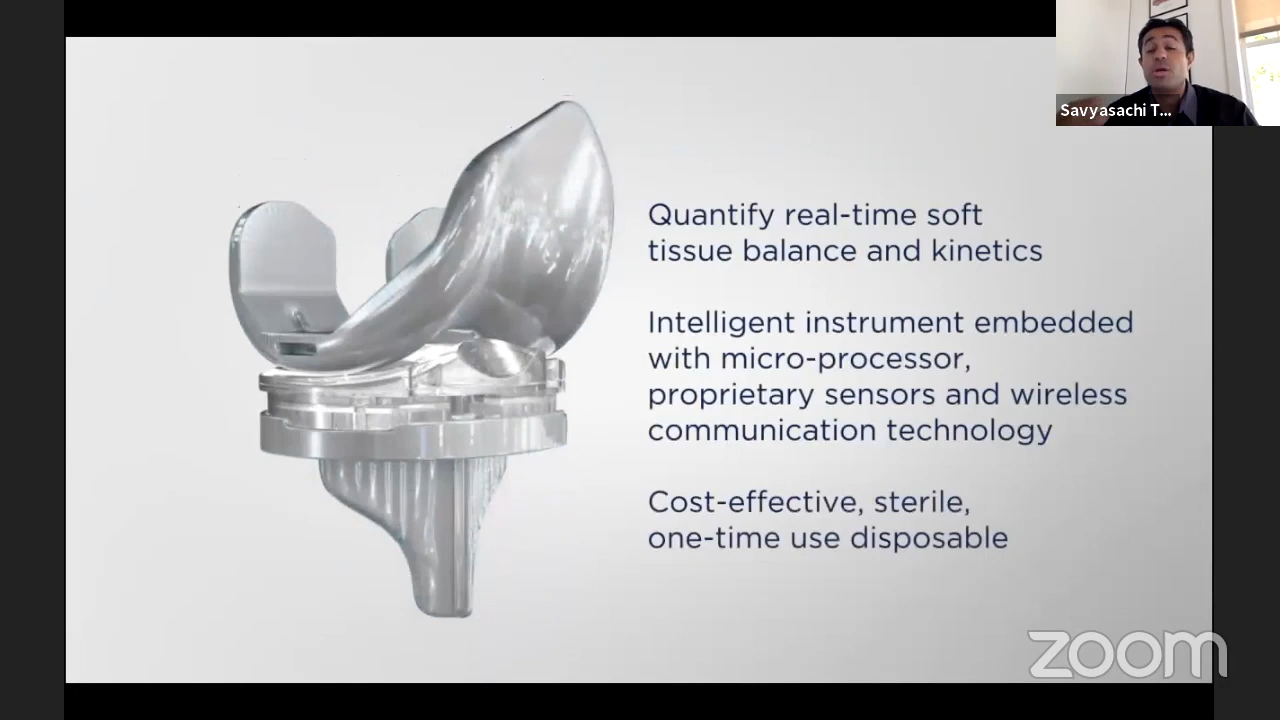 Savyasachi T...
Quantify real-time soft
tissue balance and kinetics
Intelligent instrument embedded
with micro-processor,
proprietary sensors and wireless
communication technology
Cost-effective, sterile,
one-time use disposable
zoom